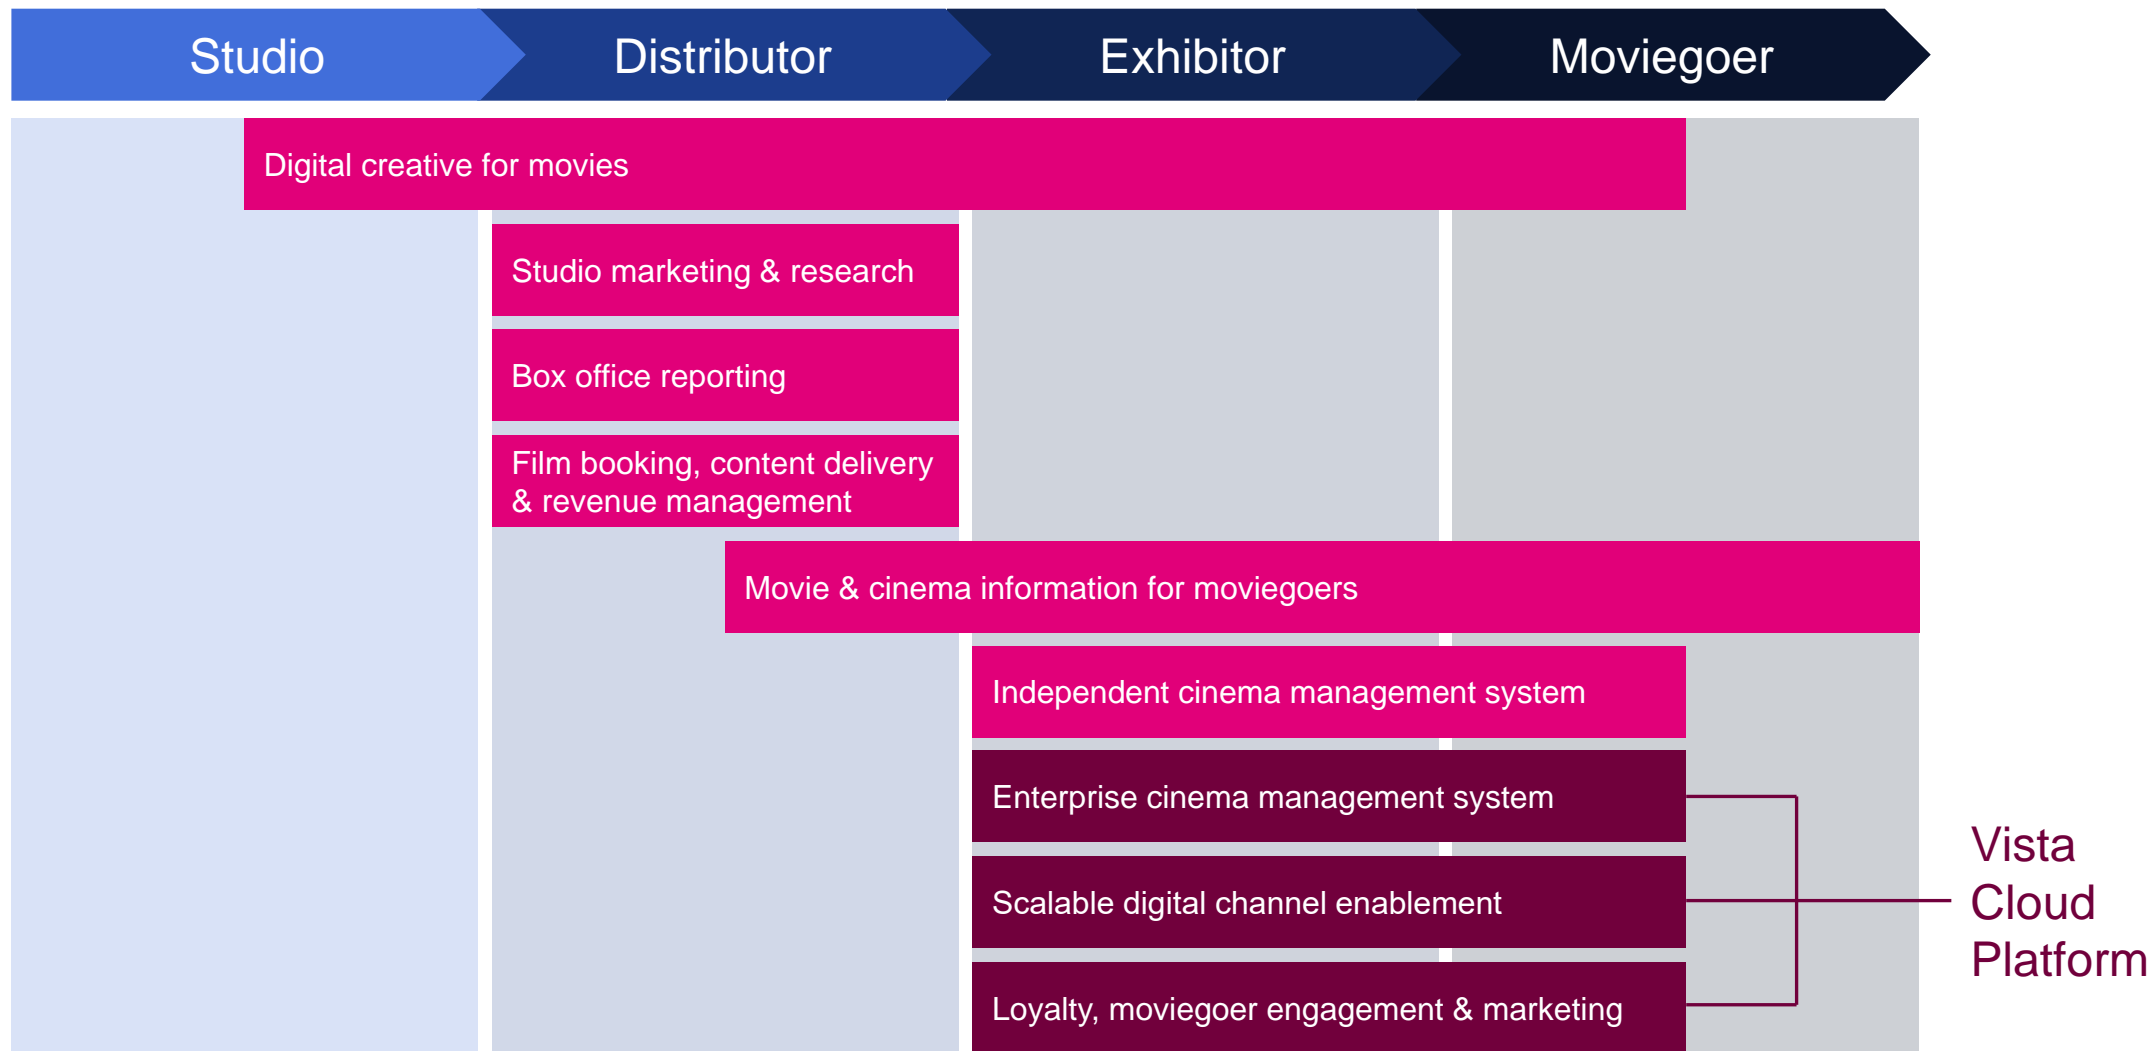 Studio
Distributor
Exhibitor
Moviegoer
Digital creative for movies
Studio marketing & research
Box office reporting
Film booking, content delivery
& revenue management
Movie & cinema information for moviegoers
Independent cinema management system
Enterprise cinema management system
Scalable digital channel enablement
Loyalty, moviegoer engagement & marketing
Vista
Cloud
Platform